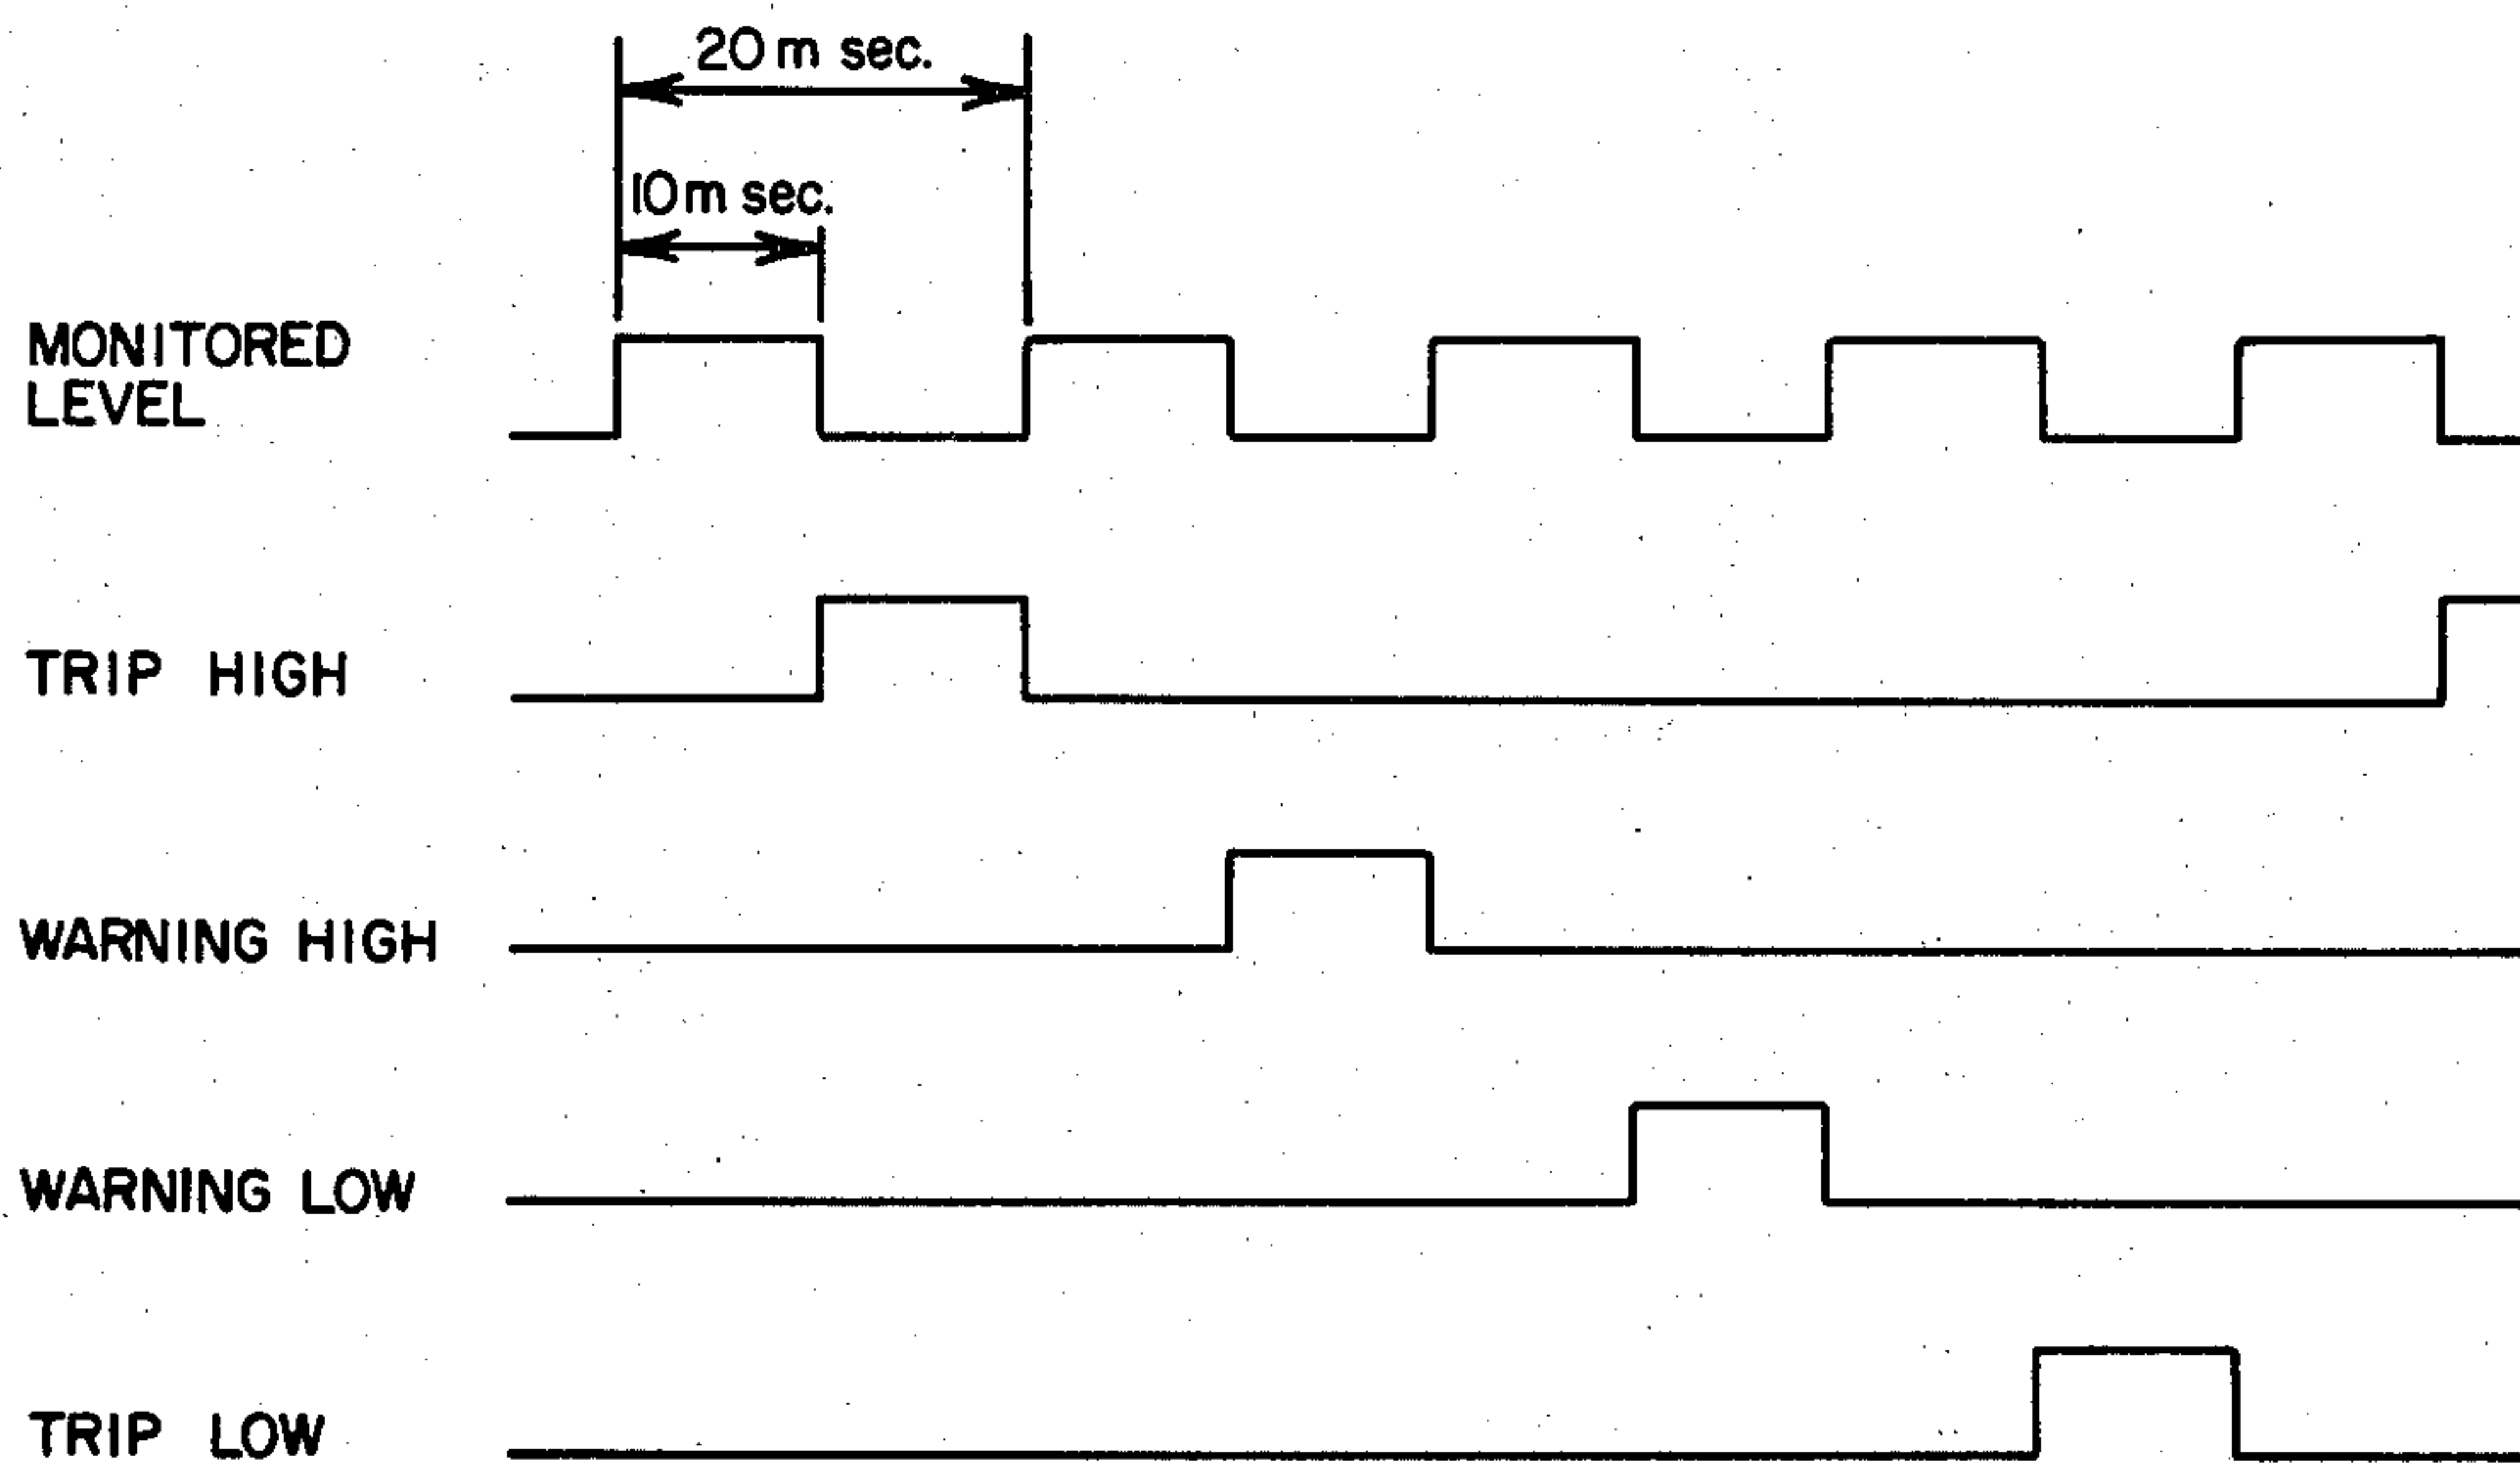 20 m sec.
10 m sec.
MONITORED
LEVEL
TRIP HIGH
WARNING HIGH
WARNING LOW
TRIP LOW